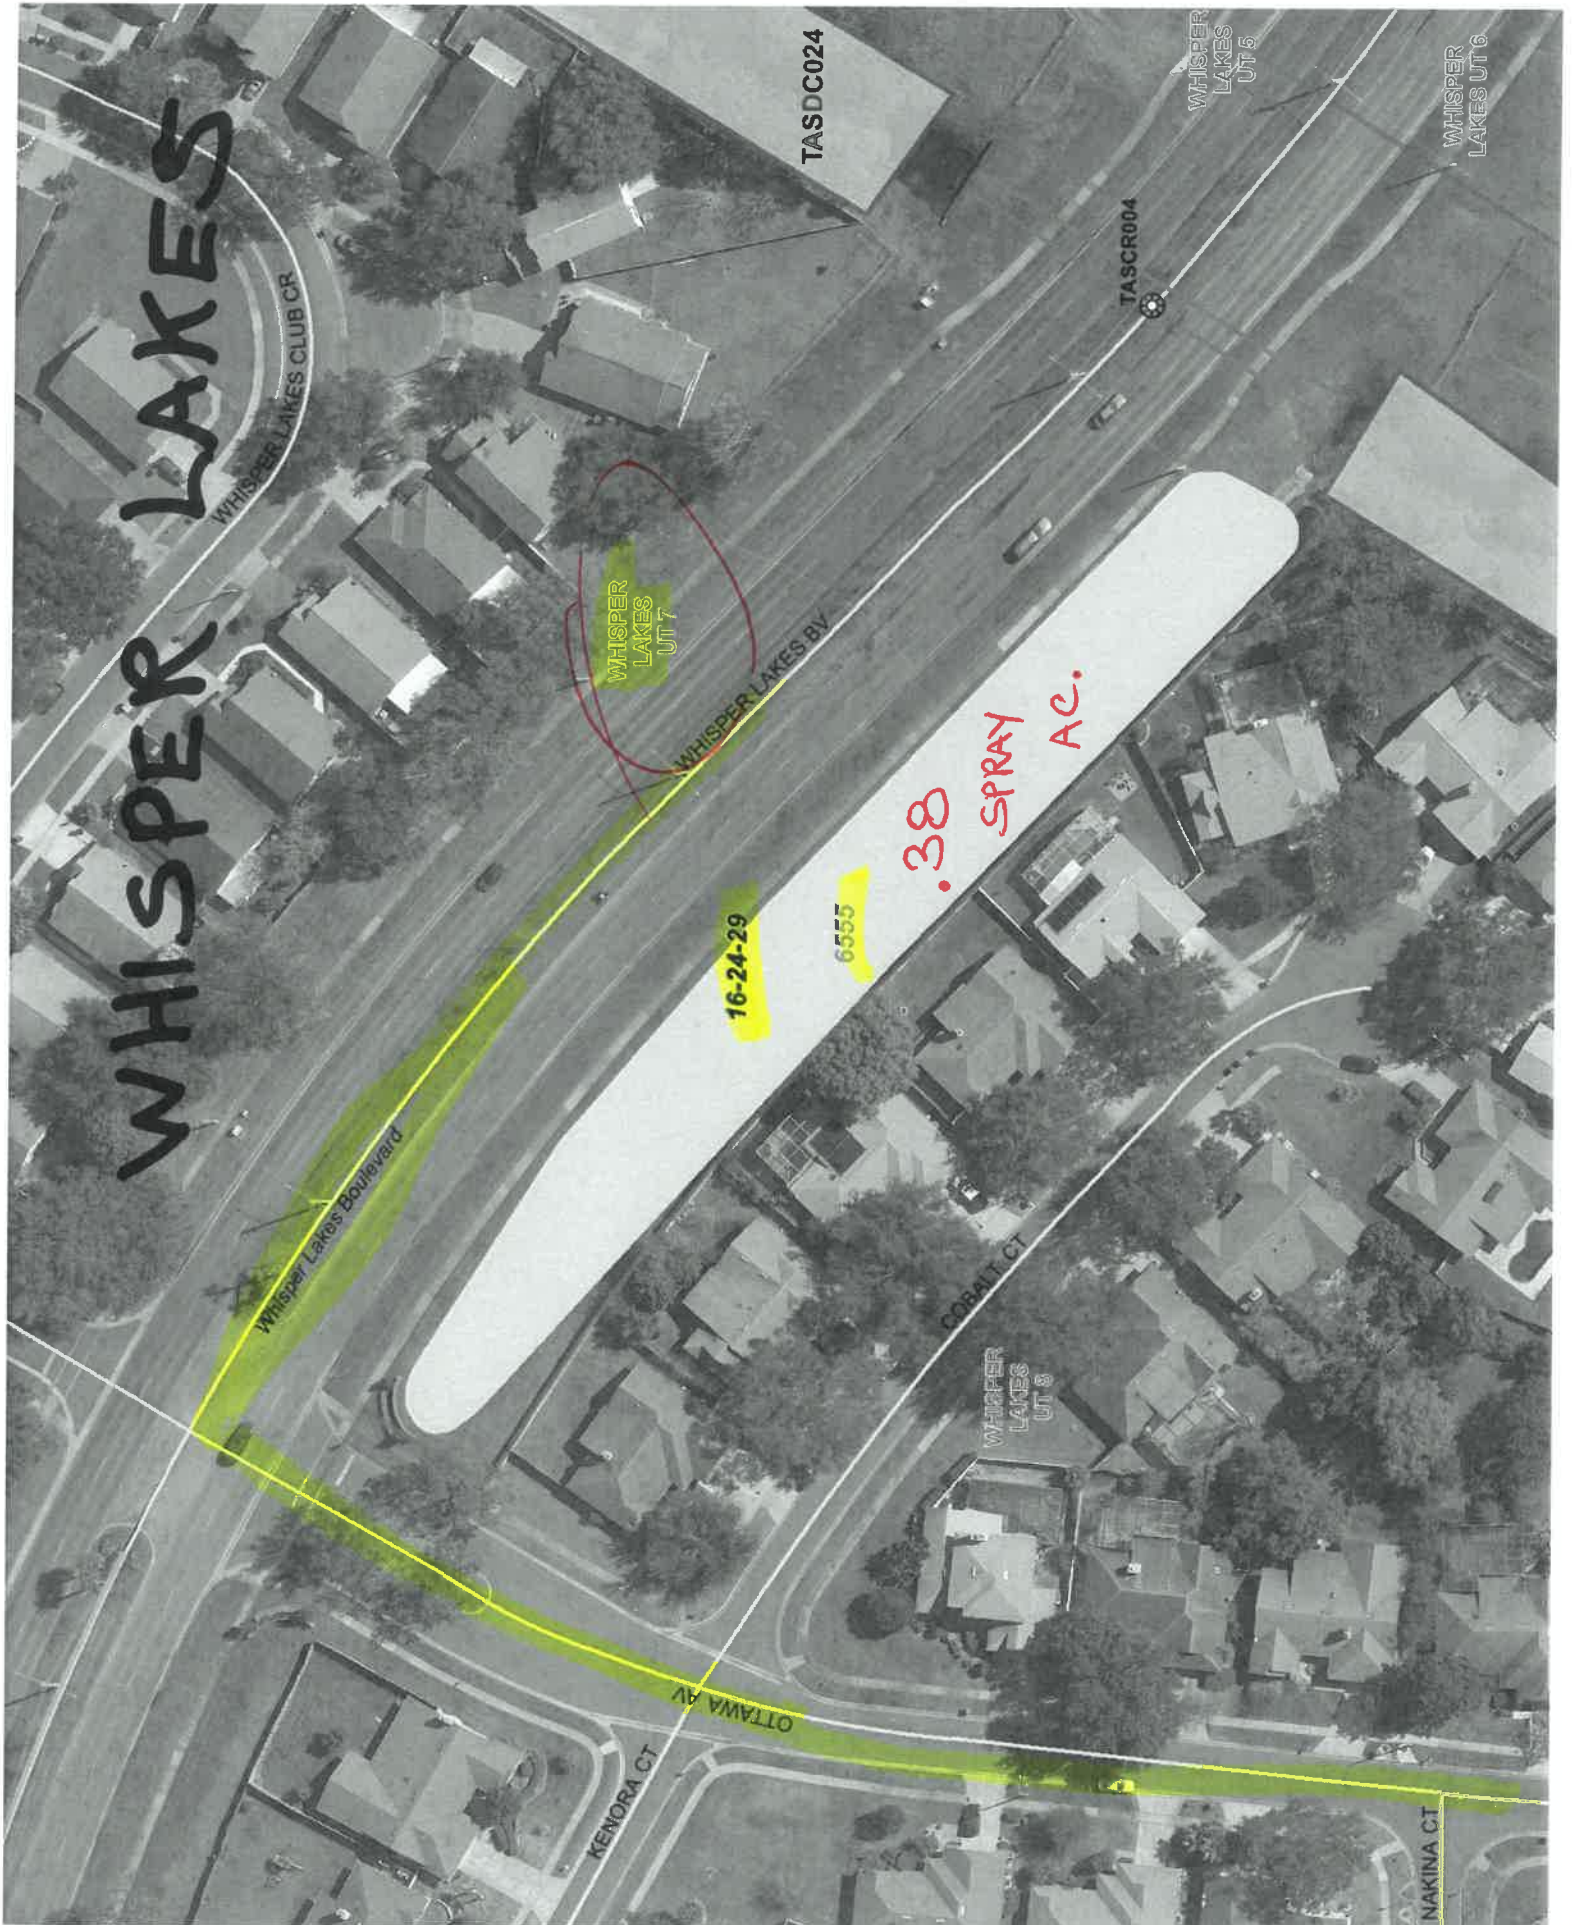 WHISPER LAKES
WHISPER LAKES CLUB CR
TASDC024
WHISPER
LAKES
UT 5
WHISPER
LAKES UT 6
TASCR004
WHISPER
LAKES
UT 7
WHISPER LAKES BV
Whisper Lakes Boulevard
16-24-29
6555
.38
SPRAY
AC.
COBALT CT
WHISPER
LAKES
UT 8
OTTAWA AV
KENORA CT
NAKINA CT